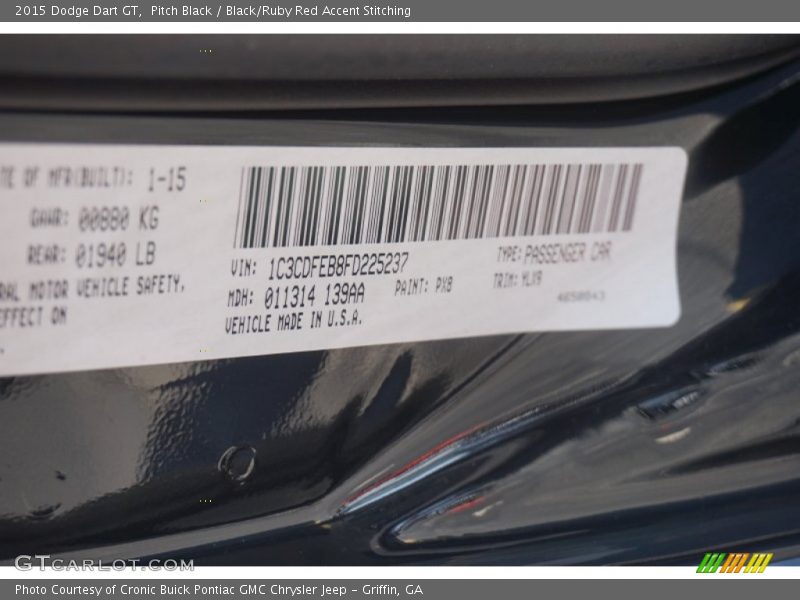 2015 Dodge Dart GT,  Pitch Black / Black/Ruby Red Accent Stitching
TE OF MFR(BUILT): 1-15
GAWR: 00880 KG
REAR: 01940 LB
RAL MOTOR VEHICLE SAFETY,
EFFECT ON
VIN: 1C3CDFEB8FD225237
TYPE: PASSENGER CAR
MDH: 011314 139AA
PAINT: PX8
TRIM: YLX9
VEHICLE MADE IN U.S.A.
4658043
GTCARLOT.COM
Photo Courtesy of Cronic Buick Pontiac GMC Chrysler Jeep - Griffin, GA